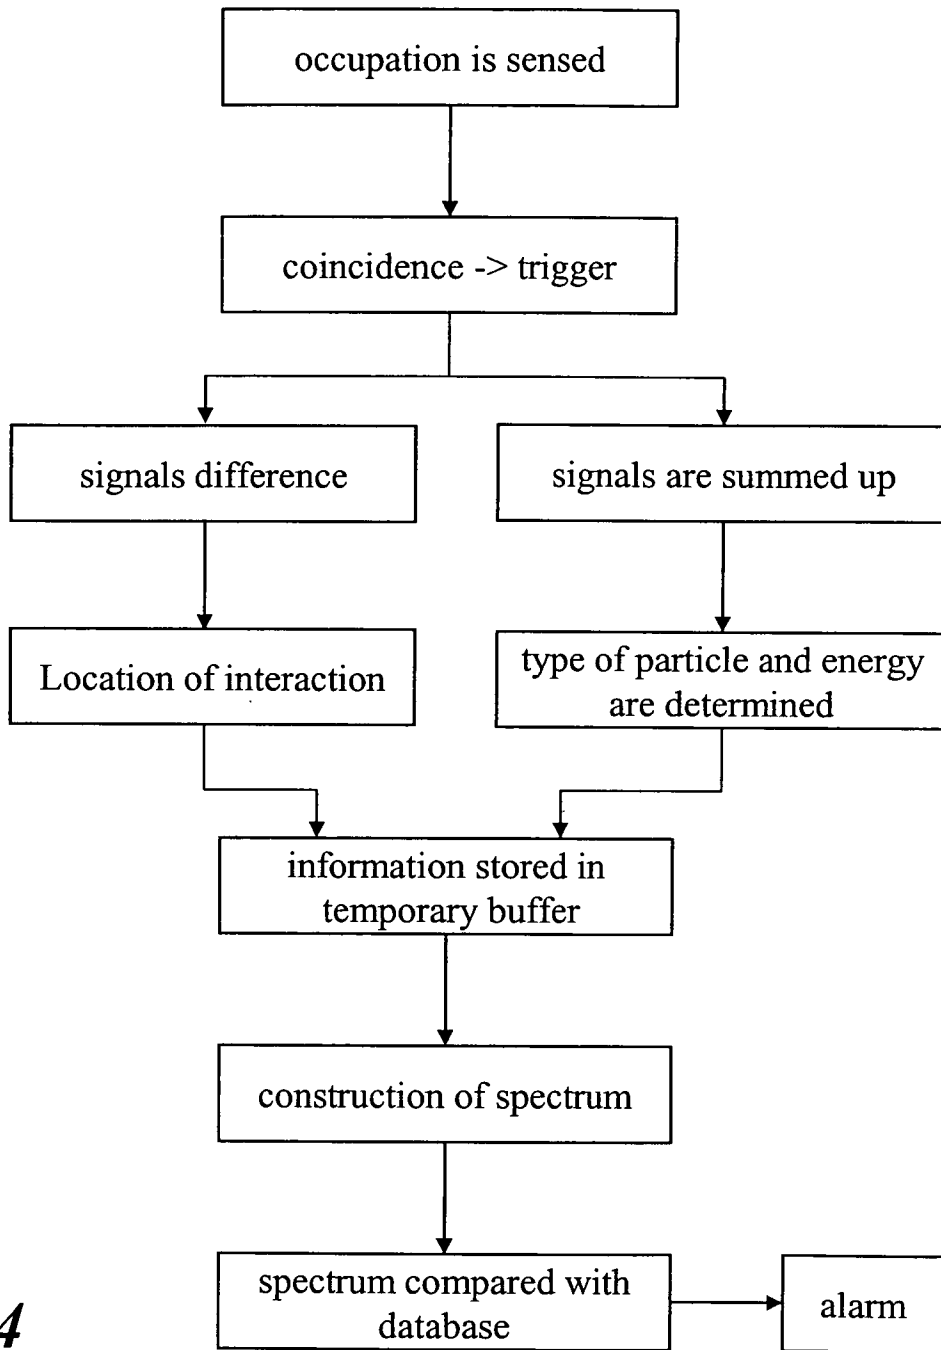 occupation is sensed
coincidence -> trigger
signals difference
signals are summed up
Location of interaction
type of particle and energy
are determined
information stored in
temporary buffer
construction of spectrum
spectrum compared with
database
alarm
4